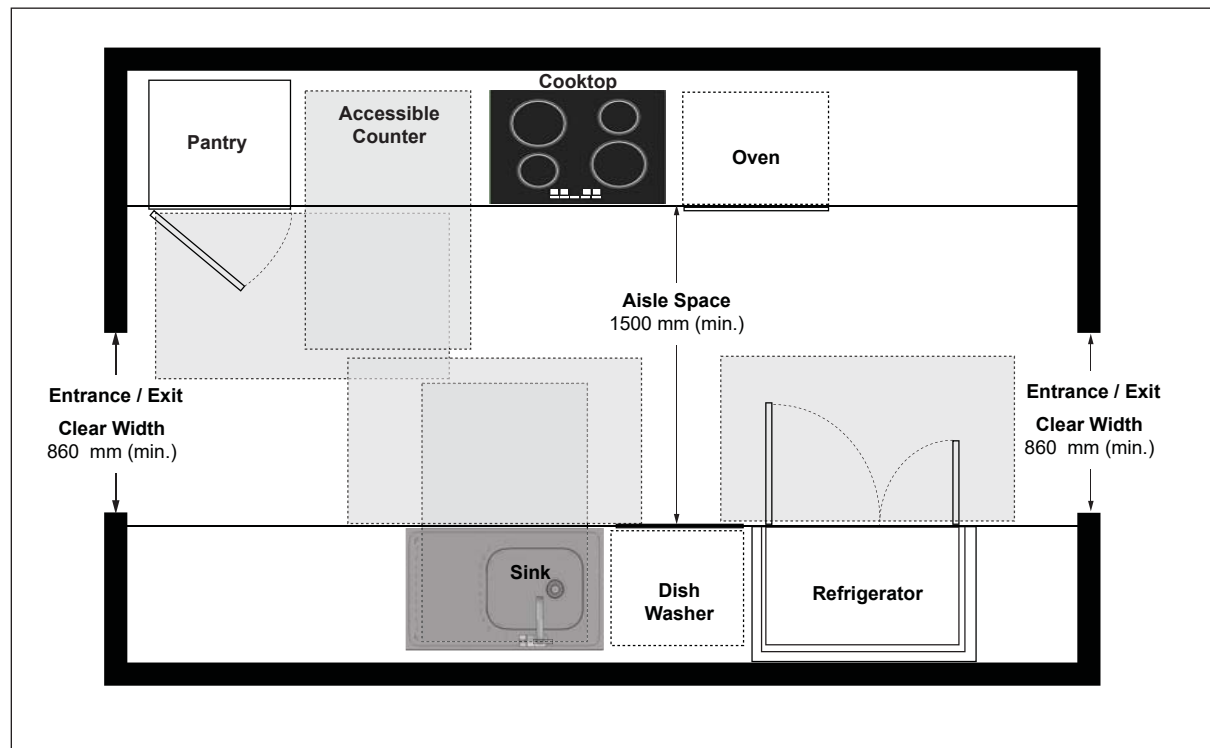 Cooktop
Pantry
Accessible
Counter
Oven
Aisle Space
1500 mm (min.)
Entrance / Exit
Clear Width
860 mm (min.)
Entrance / Exit
Clear Width
860 mm (min.)
Sink
Dish
Washer
Refrigerator